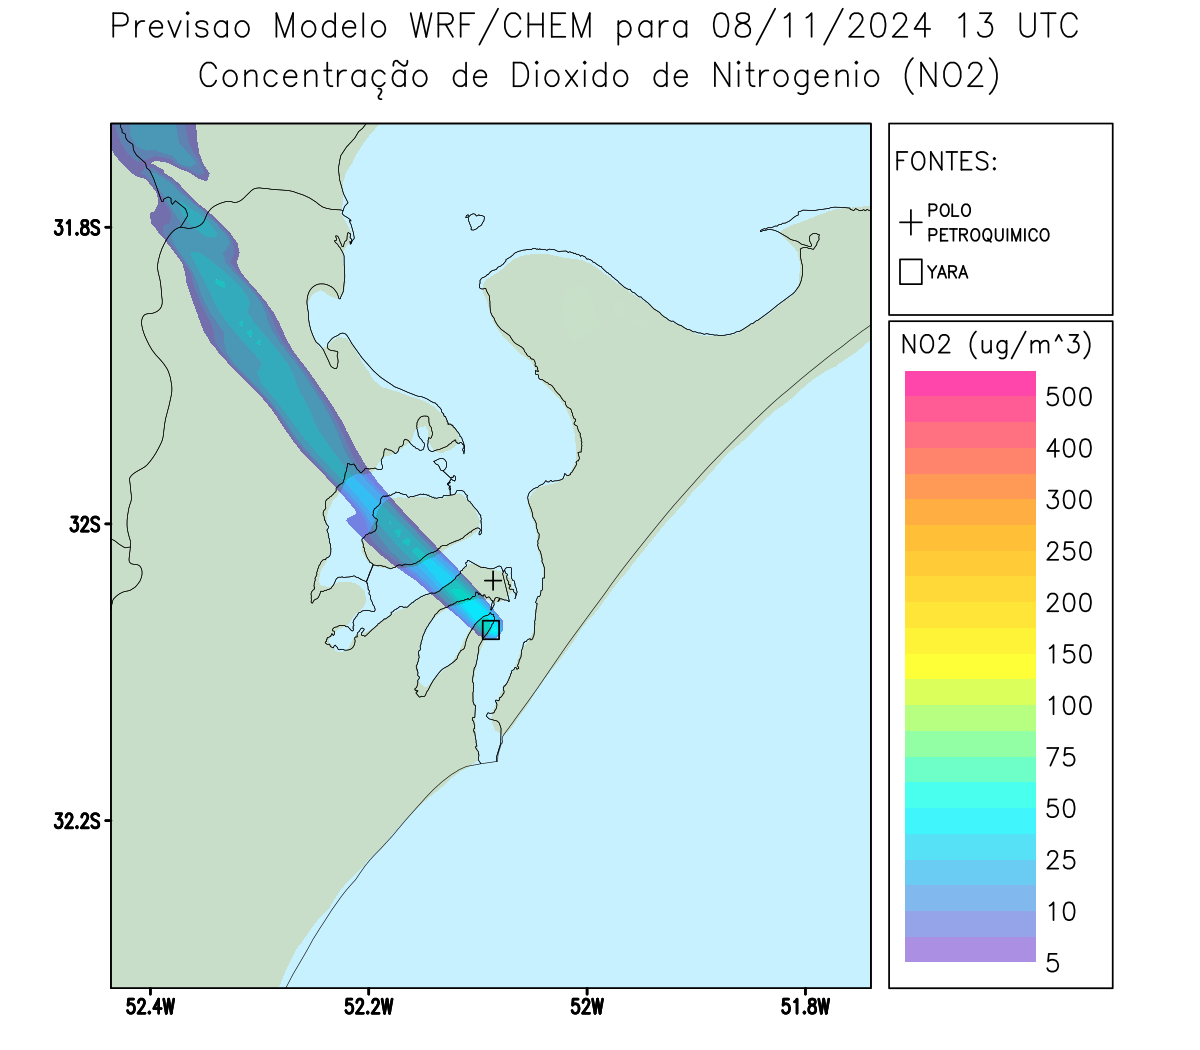 Previsao Modelo WRF/CHEM para 08/11/2024 13 UTC
Concentração de Dioxido de Nitrogenio (NO2)
FONTES:
POLO
PETROQUIMICO
YARA
31.8S
32S
32.2S
52.4W
52.2W
52W
51.8W
NO2 (ug/m^3)
500
400
300
250
200
150
100
75
50
25
10
5